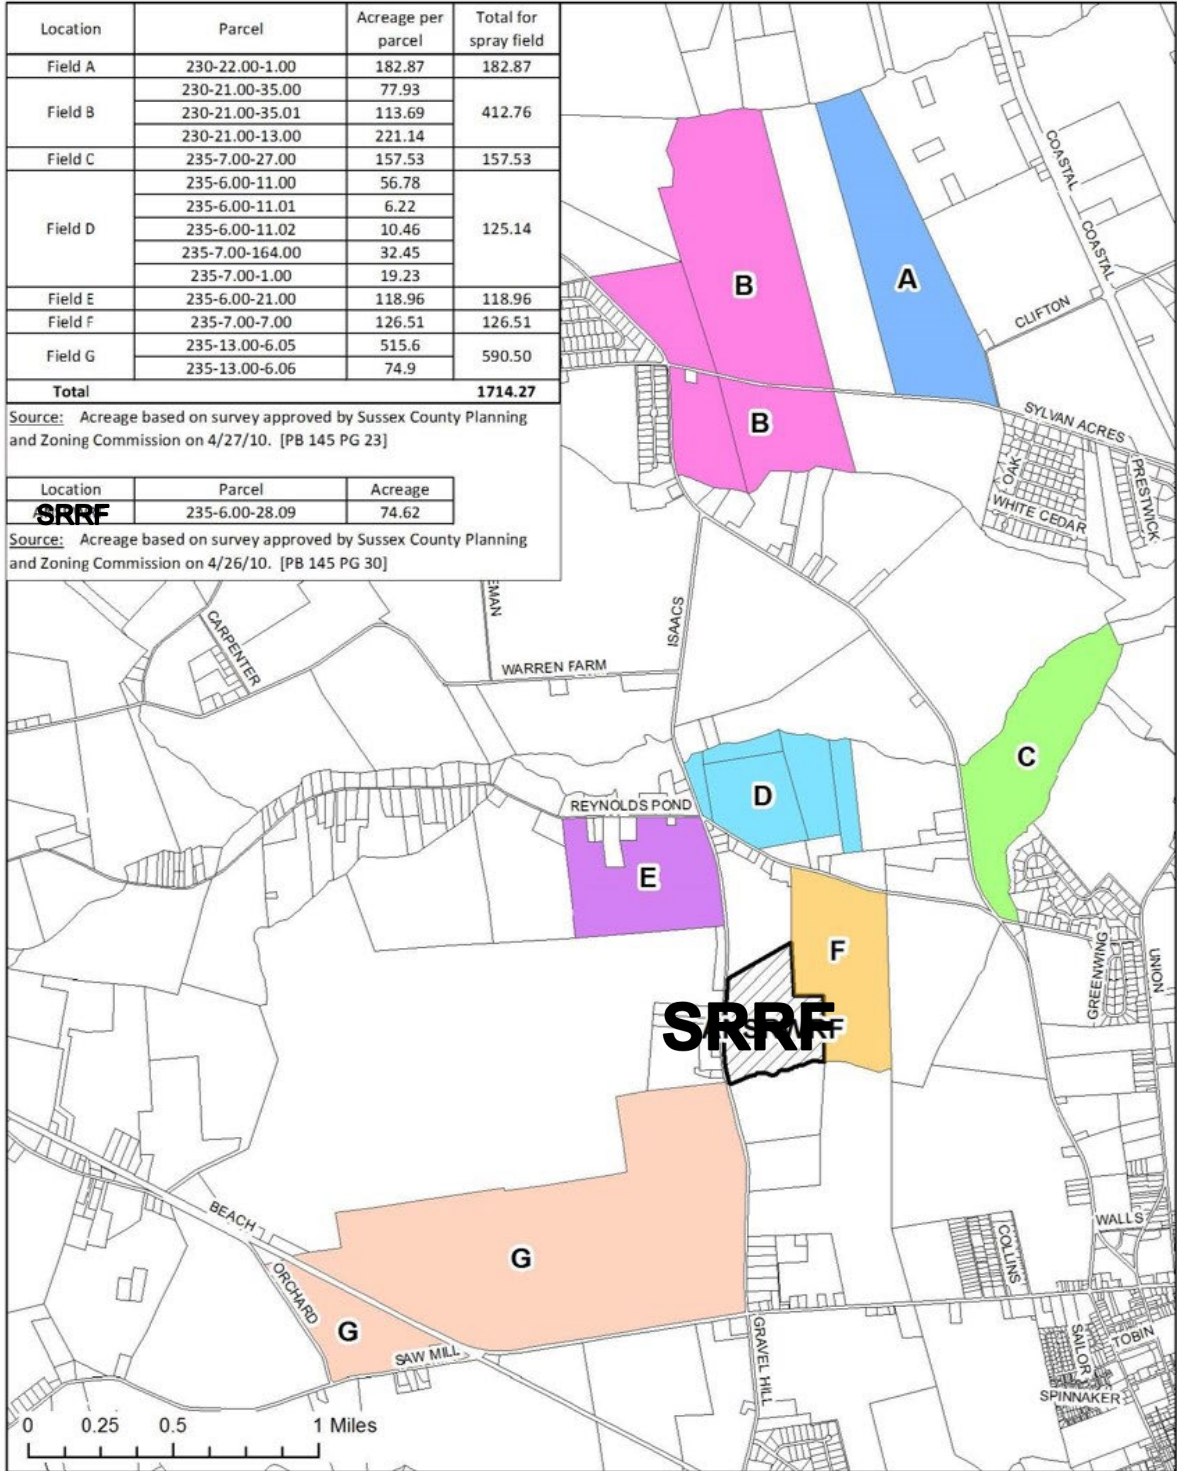 Location Parcel Acreage per parcel Total for spray field
Field A 230-22.00-1.00 182.87 182.87
Field B 230-21.00-35.00 77.93 412.76
230-21.00-35.01 113.69
230-21.00-13.00 221.14
Field C 235-7.00-27.00 157.53 157.53
Field D 235-6.00-11.00 56.78 125.14
235-6.00-11.01 6.22
235-6.00-11.02 10.46
235-7.00-164.00 32.45
235-7.00-1.00 19.23
Field E 235-6.00-21.00 118.96 118.96
Field F 235-7.00-7.00 126.51 126.51
Field G 235-13.00-6.05 515.6 590.50
235-13.00-6.06 74.9
Total 1714.27
Source: Acreage based on survey approved by Sussex County Planning
and Zoning Commission on 4/27/10. [PB 145 PG 23]
Location Parcel Acreage
SRRF 235-6.00-28.09 74.62
Source: Acreage based on survey approved by Sussex County Planning
and Zoning Commission on 4/26/10. [PB 145 PG 30]
COASTAL
COASTAL
B
A
CLIFTON
B
SYLVAN ACRES
OAK
PRESTWICK
WHITE CEDAR
EMAN
CARPENTER
ISAACS
WARREN FARM
C
D
REYNOLDS POND
E
F
GREENWING
UNION
SRRF
BEACH
WALLS
COLLINS
G
ORCHARD
G
SAW MILL
GRAVEL HILL
SAILOR
TOBIN
SPINNAKER
0 0.25 0.5 1 Miles